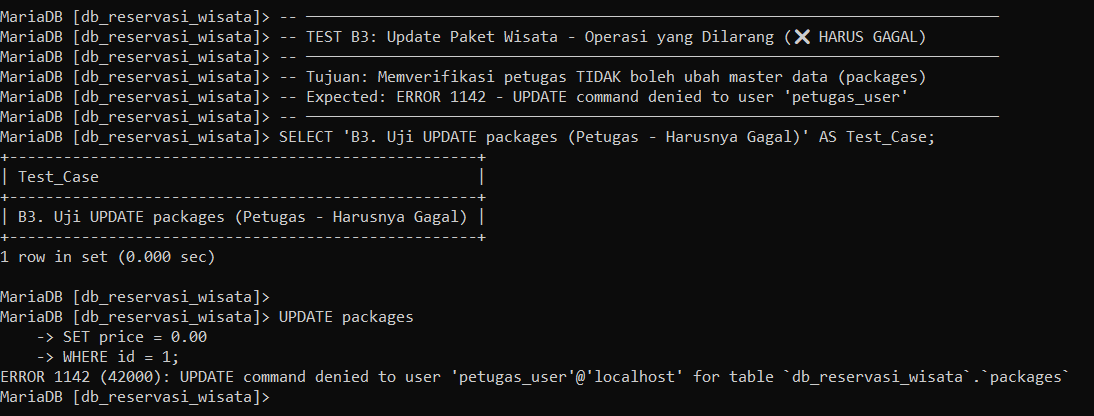 MariaDB [db_reservasi_wisata]> -- ─────────────────────────────────────────────────────────────────────────────
MariaDB [db_reservasi_wisata]> -- TEST B3: Update Paket Wisata - Operasi yang Dilarang (❌ HARUS GAGAL)
MariaDB [db_reservasi_wisata]> -- ─────────────────────────────────────────────────────────────────────────────
MariaDB [db_reservasi_wisata]> -- Tujuan: Memverifikasi petugas TIDAK boleh ubah master data (packages)
MariaDB [db_reservasi_wisata]> -- Expected: ERROR 1142 - UPDATE command denied to user 'petugas_user'
MariaDB [db_reservasi_wisata]> -- ─────────────────────────────────────────────────────────────────────────────
MariaDB [db_reservasi_wisata]> SELECT 'B3. Uji UPDATE packages (Petugas - Harusnya Gagal)' AS Test_Case;
+----------------------------------------------------+
| Test_Case                                          |
+----------------------------------------------------+
| B3. Uji UPDATE packages (Petugas - Harusnya Gagal) |
+----------------------------------------------------+
1 row in set (0.000 sec)

MariaDB [db_reservasi_wisata]>
MariaDB [db_reservasi_wisata]> UPDATE packages
    -> SET price = 0.00
    -> WHERE id = 1;
ERROR 1142 (42000): UPDATE command denied to user 'petugas_user'@'localhost' for table `db_reservasi_wisata`.`packages`
MariaDB [db_reservasi_wisata]>